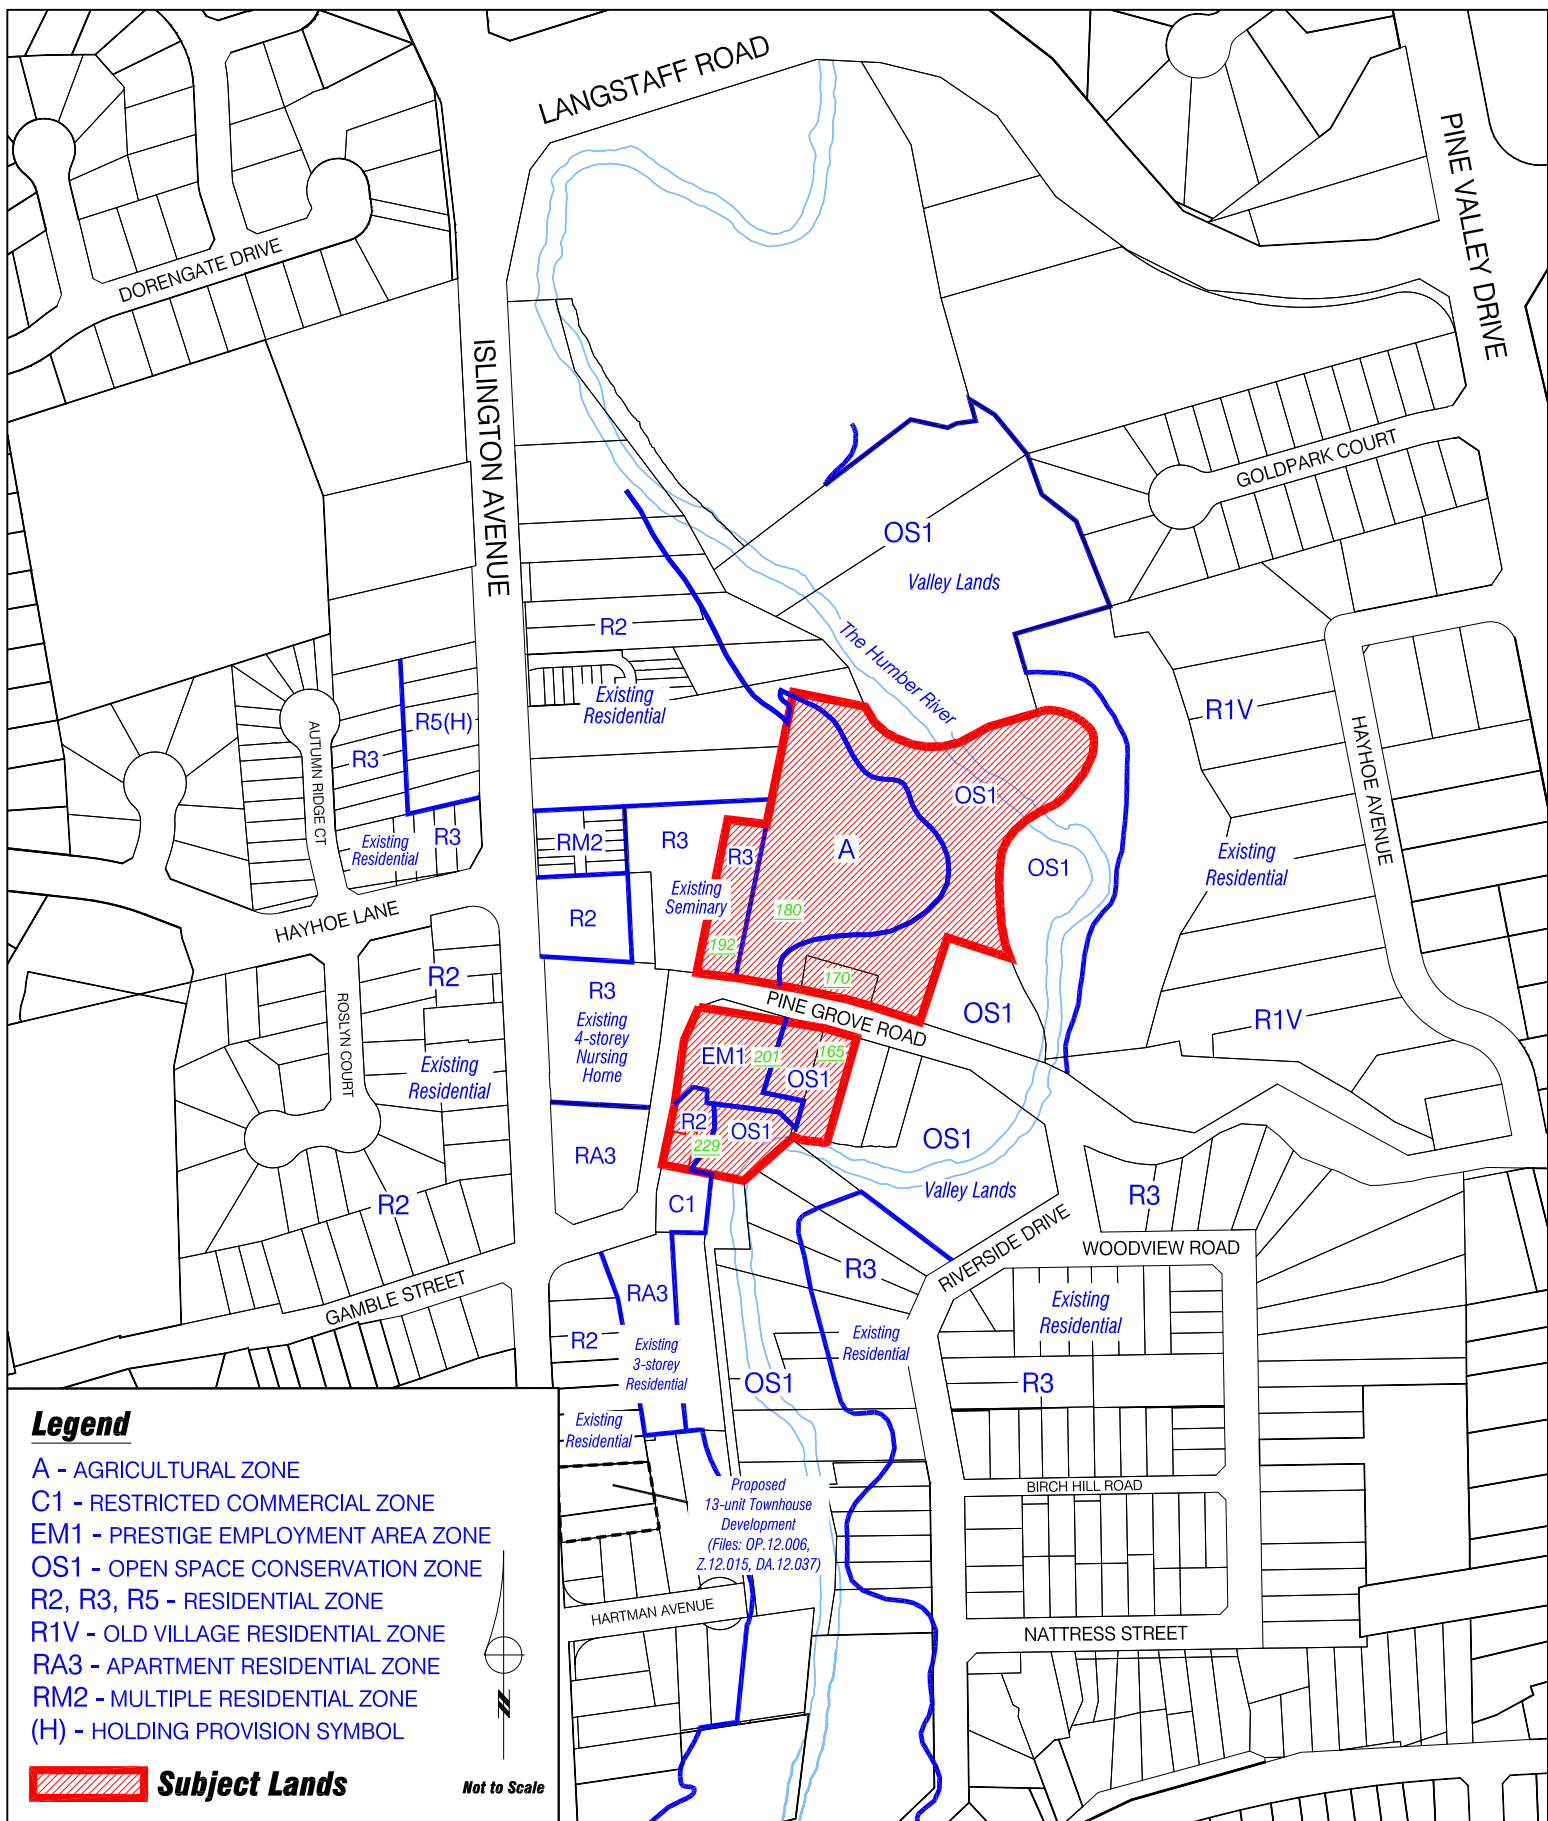 LANGSTAFF ROAD
PINE VALLEY DRIVE
DORENGATE DRIVE
ISLINGTON AVENUE
GOLDPARK COURT
OS1
Valley Lands
The Humber River
R2
Existing
Residential
R5(H)
R3
AUTUMN RIDGE CT
R1V
HAYHOE AVENUE
OS1
Existing
Residential
R3
RM2
R3
R3
A
OS1
Existing
Residential
Existing
Seminary
180
192
170
R2
HAYHOE LANE
R2
ROSLYN COURT
R3
Existing
4-storey
Nursing
Home
PINE GROVE ROAD
OS1
R1V
EM1
201
165
OS1
Existing
Residential
R2
OS1
229
OS1
Valley Lands
RA3
R2
C1
R3
RIVERSIDE DRIVE
WOODVIEW ROAD
GAMBLE STREET
RA3
R3
Existing
Residential
R2
Existing
3-storey
Residential
Existing
Residential
OS1
R3
Existing
Residential
Proposed
13-unit Townhouse
Development
(Files: OP.12.006,
Z.12.015, DA.12.037)
BIRCH HILL ROAD
HARTMAN AVENUE
NATTRESS STREET
Legend
A - AGRICULTURAL ZONE
C1 - RESTRICTED COMMERCIAL ZONE
EM1 - PRESTIGE EMPLOYMENT AREA ZONE
OS1 - OPEN SPACE CONSERVATION ZONE
R2, R3, R5 - RESIDENTIAL ZONE
R1V - OLD VILLAGE RESIDENTIAL ZONE
RA3 - APARTMENT RESIDENTIAL ZONE
RM2 - MULTIPLE RESIDENTIAL ZONE
(H) - HOLDING PROVISION SYMBOL
N
Subject Lands
Not to Scale